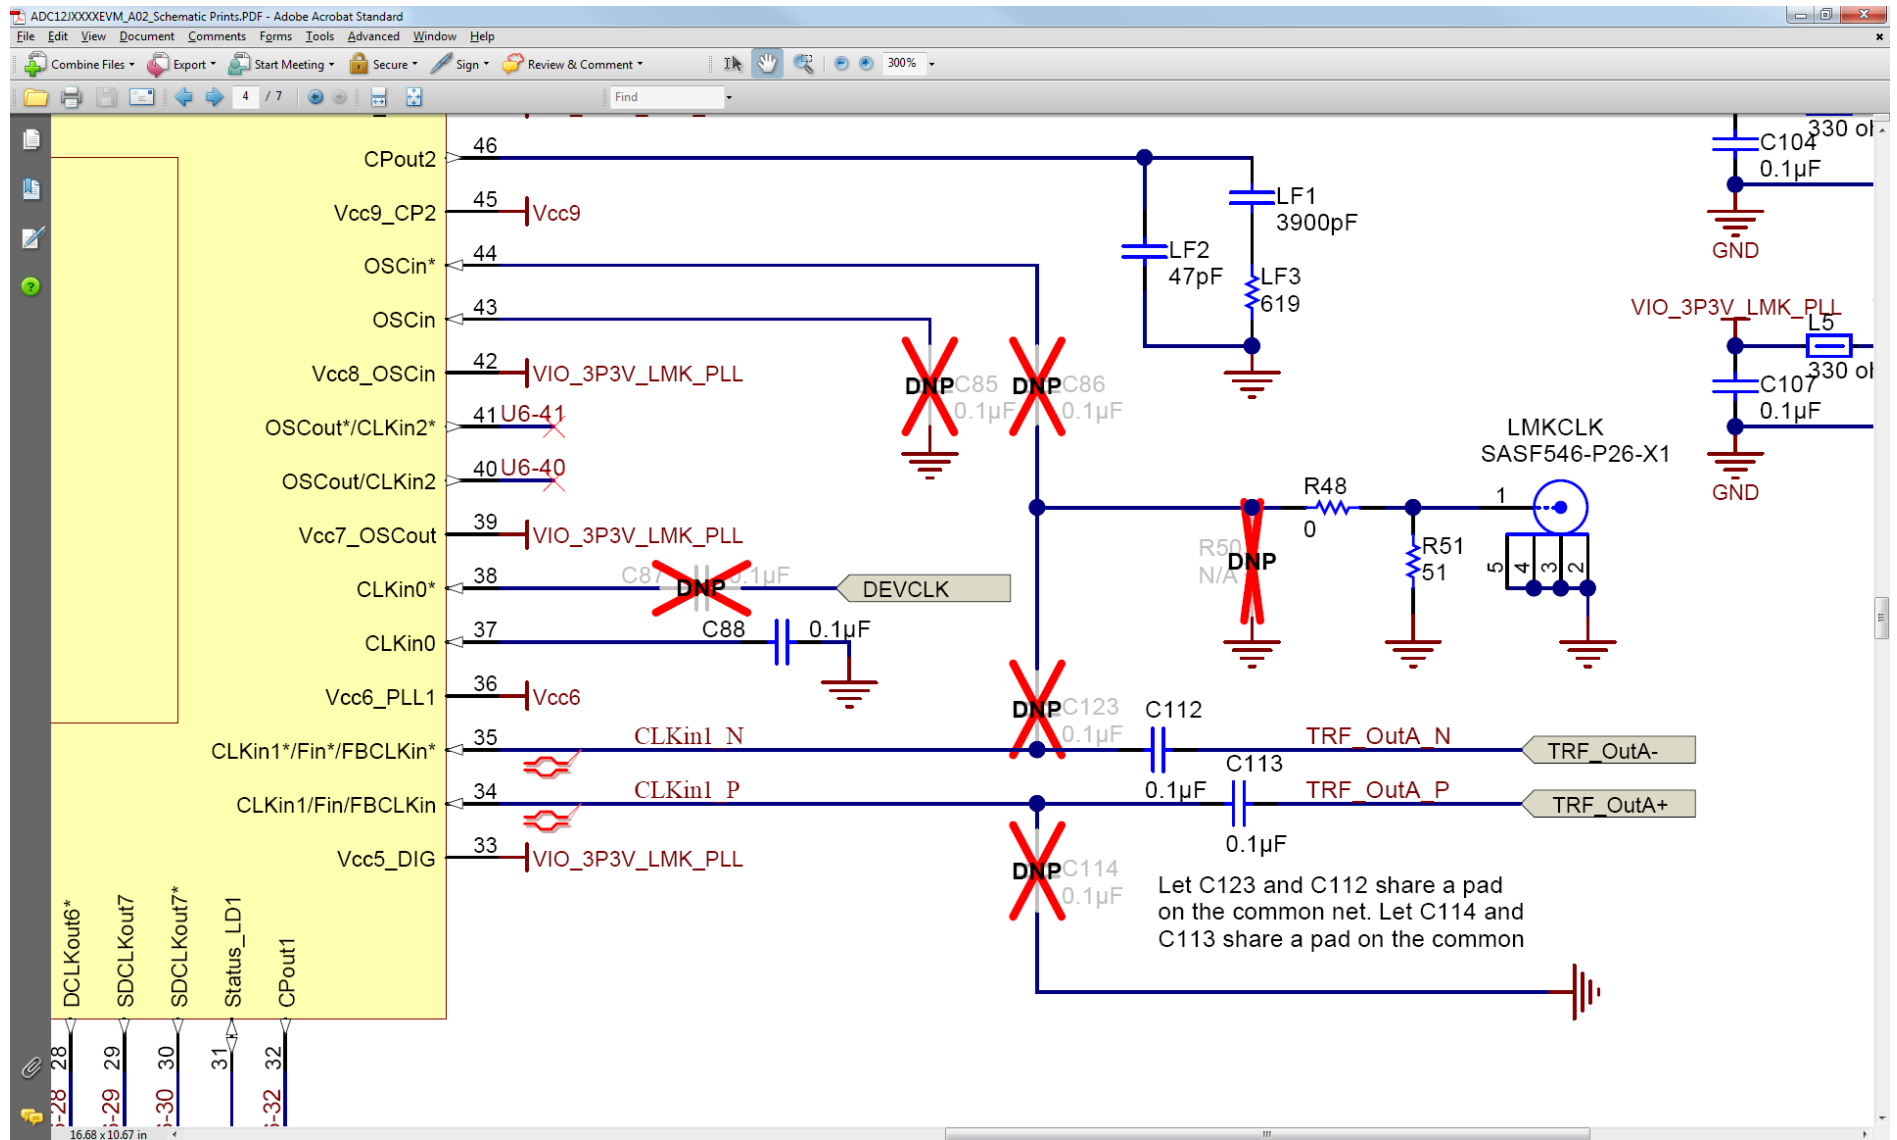 ADC12JXXXXEVM_A02_Schematic Prints.PDF - Adobe Acrobat Standard
File Edit View Document Comments Forms Tools Advanced Window Help
Combine Files Export Start Meeting Secure Sign Review & Comment 300%
4 / 7 Find
CPout2 46
Vcc9_CP2 45 Vcc9
OSCin* 44
OSCin 43
Vcc8_OSCin 42 VIO_3P3V_LMK_PLL
OSCout*/CLKin2* 41 U6-41
OSCout/CLKin2 40 U6-40
Vcc7_OSCout 39 VIO_3P3V_LMK_PLL
CLKin0* 38
CLKin0 37
Vcc6_PLL1 36 Vcc6
CLKin1*/Fin*/FBCLKin* 35 CLKin1_N
CLKin1/Fin/FBCLKin 34 CLKin1_P
Vcc5_DIG 33 VIO_3P3V_LMK_PLL
LF1
3900pF
LF2
47pF
LF3
619
DNP C85
0.1µF
DNP C86
0.1µF
C87 DNP 0.1µF
DEVCLK
C88 0.1µF
R50
N/A
DNP
R48
0
R51
51
LMKCLK
SASF546-P26-X1
1
5 4 3 2
DNP C123
0.1µF
C112
0.1µF
TRF_OutA_N
TRF_OutA-
C113
0.1µF
TRF_OutA_P
TRF_OutA+
DNP C114
0.1µF
Let C123 and C112 share a pad
on the common net. Let C114 and
C113 share a pad on the common
C104
0.1µF
GND
VIO_3P3V_LMK_PLL
L5
C107
0.1µF
GND
DCLKout6*
SDCLKout7
SDCLKout7*
Status_LD1
CPout1
28 29 30 31 32
-28 -29 -30 -32
16.68 x 10.67 in